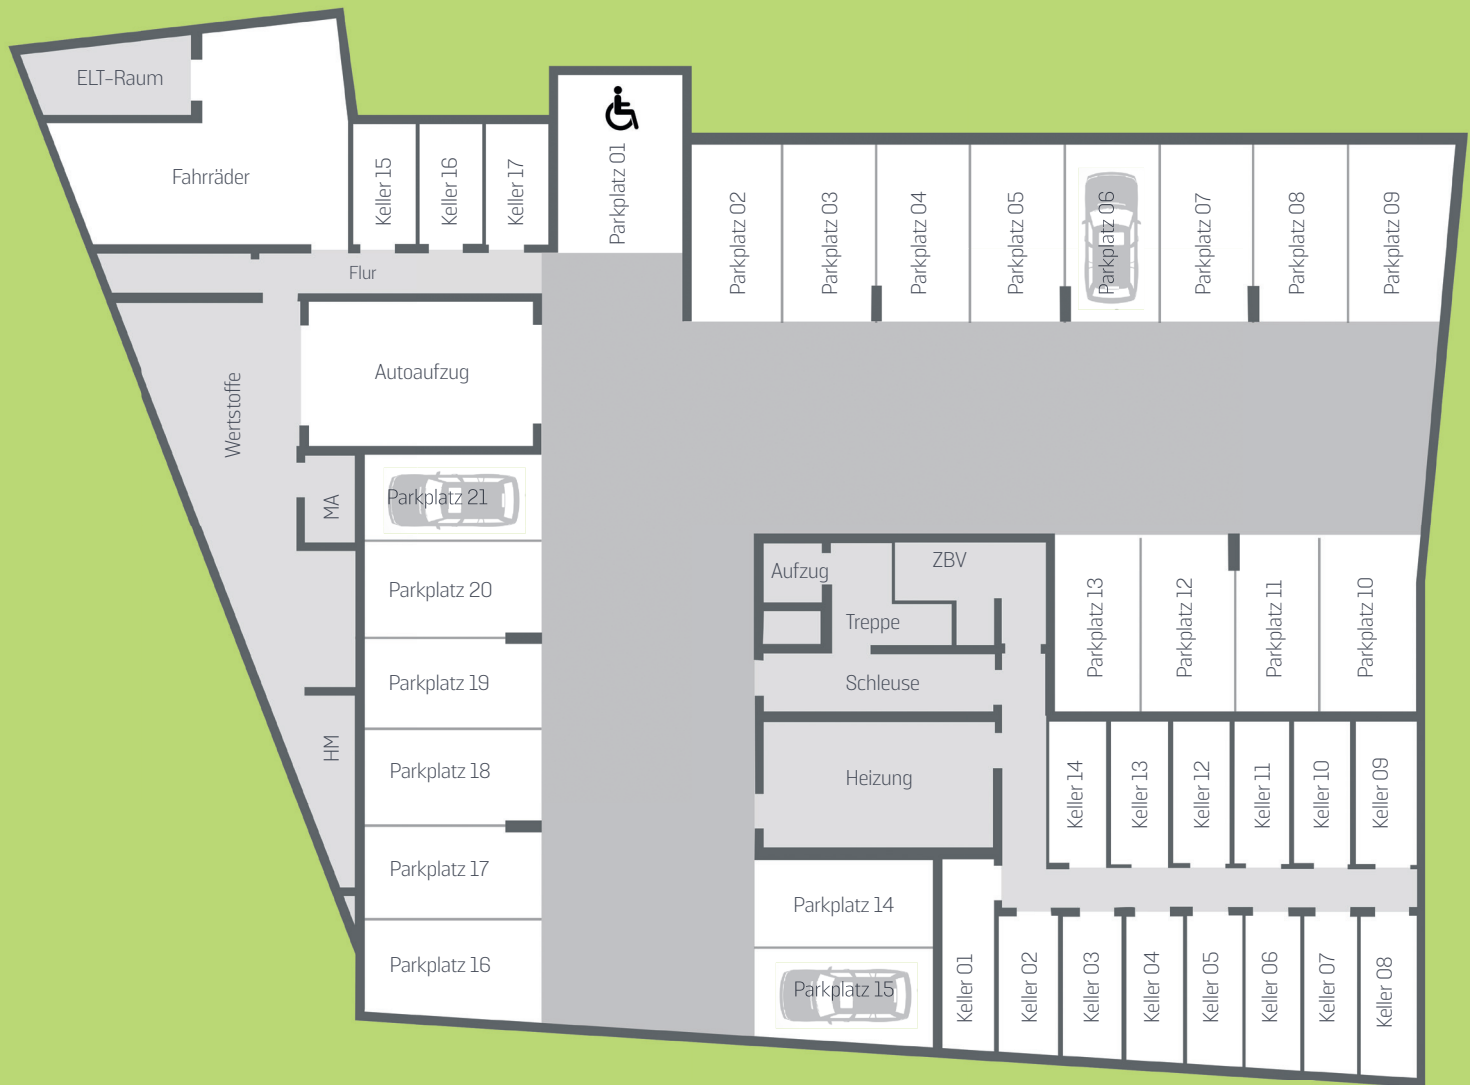 ELT-Raum
Fahrräder
Keller 15
Keller 16
Keller 17
Parkplatz 01
Parkplatz 02
Parkplatz 03
Parkplatz 04
Parkplatz 05
Parkplatz 06
Parkplatz 07
Parkplatz 08
Parkplatz 09
Flur
Autoaufzug
Wertstoffe
MA
Parkplatz 21
Parkplatz 20
Parkplatz 19
HM
Parkplatz 18
Parkplatz 17
Parkplatz 16
Aufzug
ZBV
Treppe
Schleuse
Heizung
Parkplatz 13
Parkplatz 12
Parkplatz 11
Parkplatz 10
Keller 14
Keller 13
Keller 12
Keller 11
Keller 10
Keller 09
Parkplatz 14
Parkplatz 15
Keller 01
Keller 02
Keller 03
Keller 04
Keller 05
Keller 06
Keller 07
Keller 08